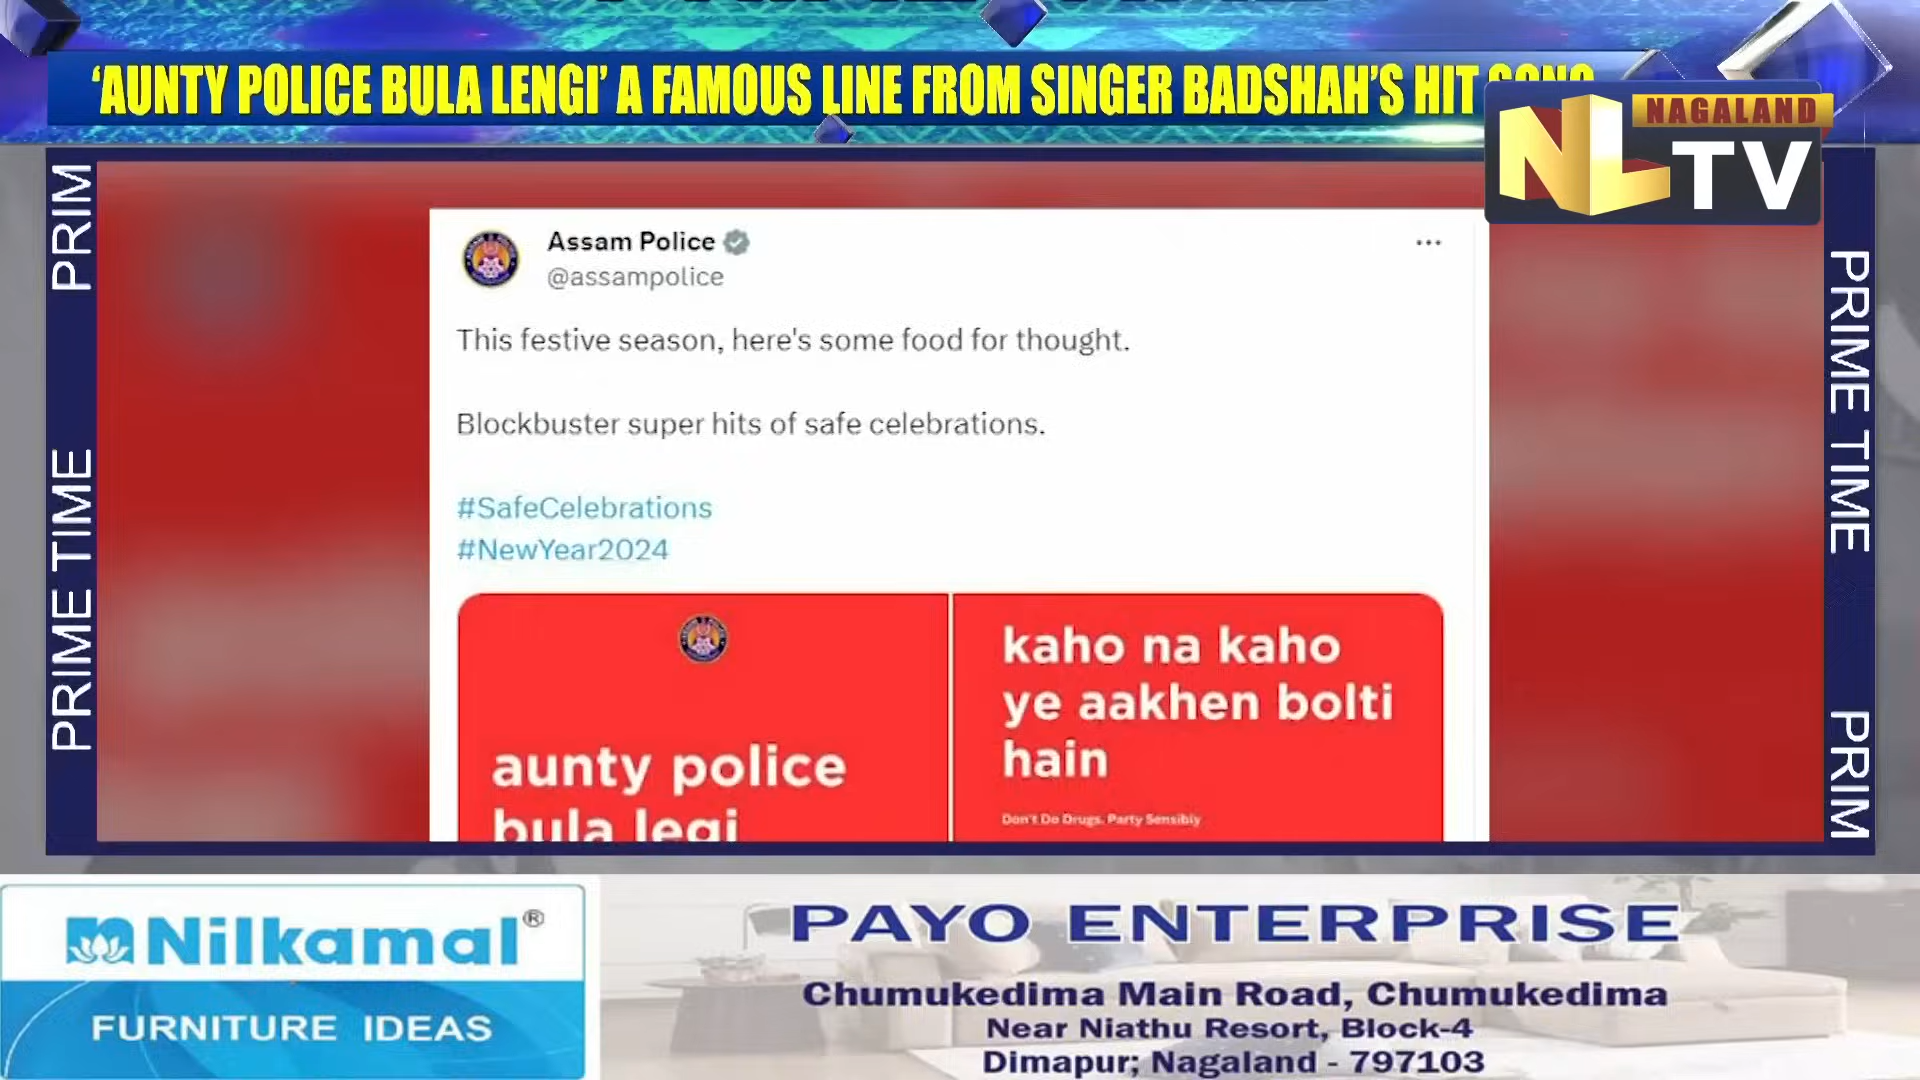 ‘AUNTY POLICE BULA LENGI’ A FAMOUS LINE FROM SINGER BADSHAH’S HIT
NAGALAND
NL TV
PRIM
PRIME TIME
PRIME TIME
PRIM
Assam Police
@assampolice
This festive season, here's some food for thought.
Blockbuster super hits of safe celebrations.
#SafeCelebrations
#NewYear2024
aunty police
bula legi
kaho na kaho
ye aakhen bolti
hain
Don't Do Drugs. Party Sensibly
Nilkamal®
FURNITURE IDEAS
PAYO ENTERPRISE
Chumukedima Main Road, Chumukedima
Near Niathu Resort, Block-4
Dimapur; Nagaland - 797103